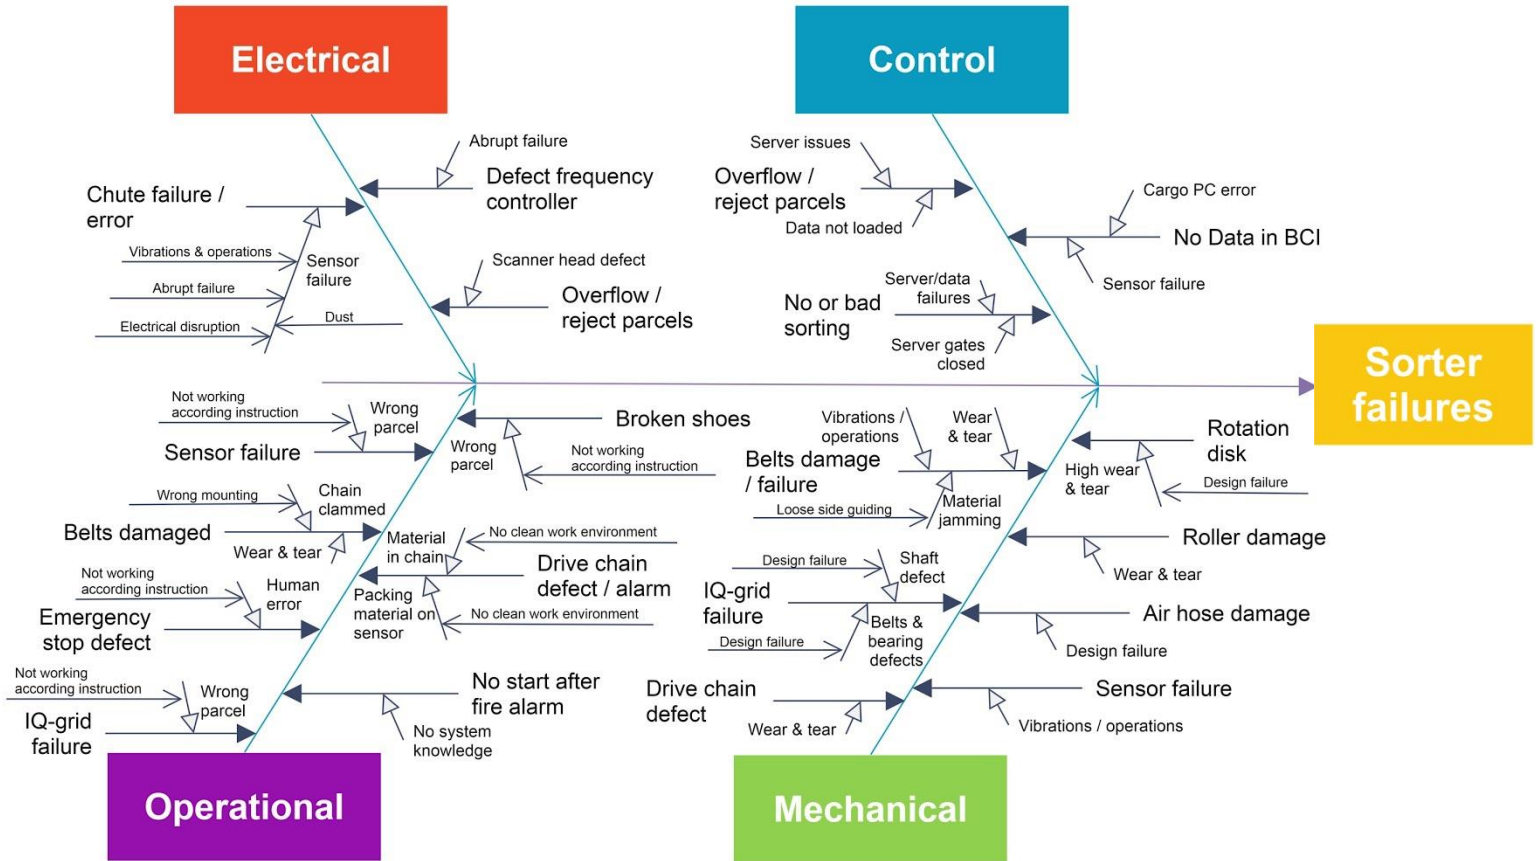 Electrical
Control
Abrupt failure
Defect frequency
controller
Chute failure /
error
Vibrations & operations
Sensor
failure
Abrupt failure
Electrical disruption
Dust
Scanner head defect
Overflow /
reject parcels
Server issues
Overflow /
reject parcels
Data not loaded
Cargo PC error
No Data in BCI
Sensor failure
Server/data
failures
No or bad
sorting
Server gates
closed
Sorter
failures
Not working
according instruction
Wrong
parcel
Sensor failure
Broken shoes
Wrong
parcel
Not working
according instruction
Wrong mounting
Chain
clammed
Belts damaged
Wear & tear
Material
in chain
No clean work environment
Drive chain
defect / alarm
Packing
material on
sensor
No clean work environment
Not working
according instruction
Human
error
Emergency
stop defect
Not working
according instruction
Wrong
parcel
IQ-grid
failure
No start after
fire alarm
No system
knowledge
Vibrations /
operations
Wear
& tear
Belts damage
/ failure
Loose side guiding
Material
jamming
Rotation
disk
High wear
& tear
Design failure
Roller damage
Wear & tear
Design failure
Shaft
defect
IQ-grid
failure
Design failure
Belts &
bearing
defects
Air hose damage
Design failure
Drive chain
defect
Wear & tear
Sensor failure
Vibrations / operations
Operational
Mechanical